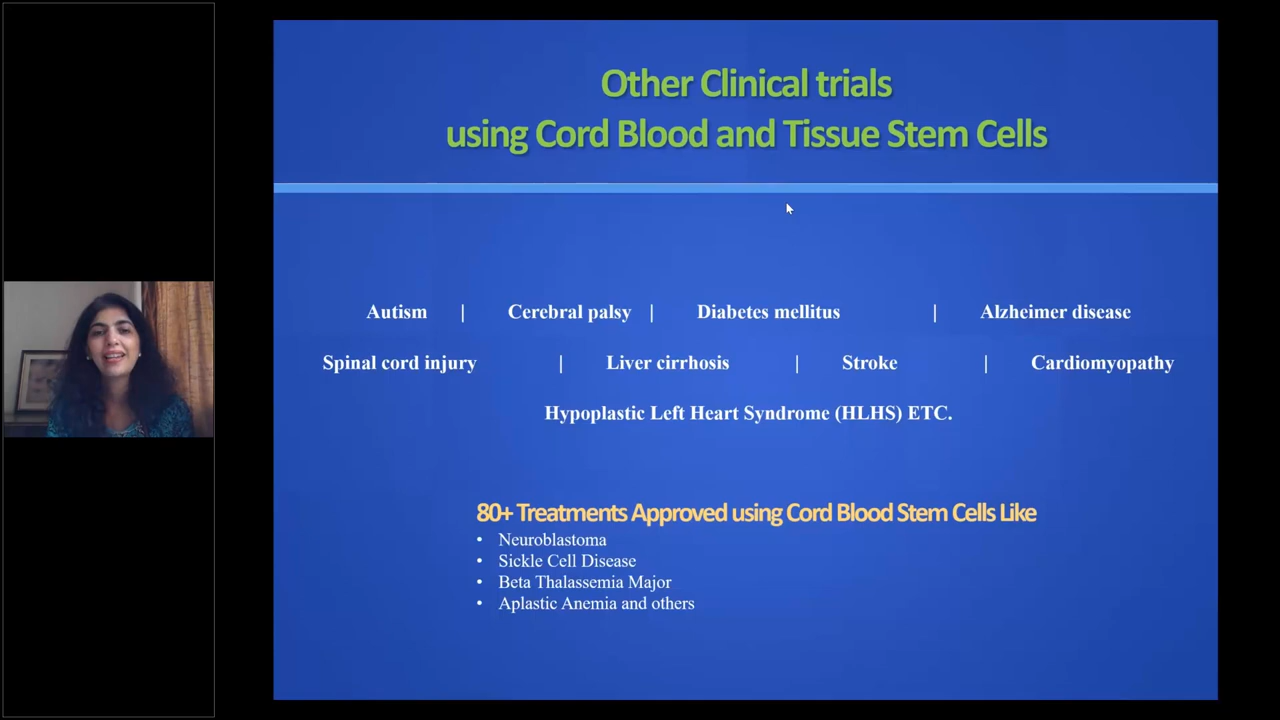 Other Clinical trials
using Cord Blood and Tissue Stem Cells
Autism | Cerebral palsy | Diabetes mellitus | Alzheimer disease
Spinal cord injury | Liver cirrhosis | Stroke | Cardiomyopathy
Hypoplastic Left Heart Syndrome (HLHS) ETC.
80+ Treatments Approved using Cord Blood Stem Cells Like
• Neuroblastoma
• Sickle Cell Disease
• Beta Thalassemia Major
• Aplastic Anemia and others